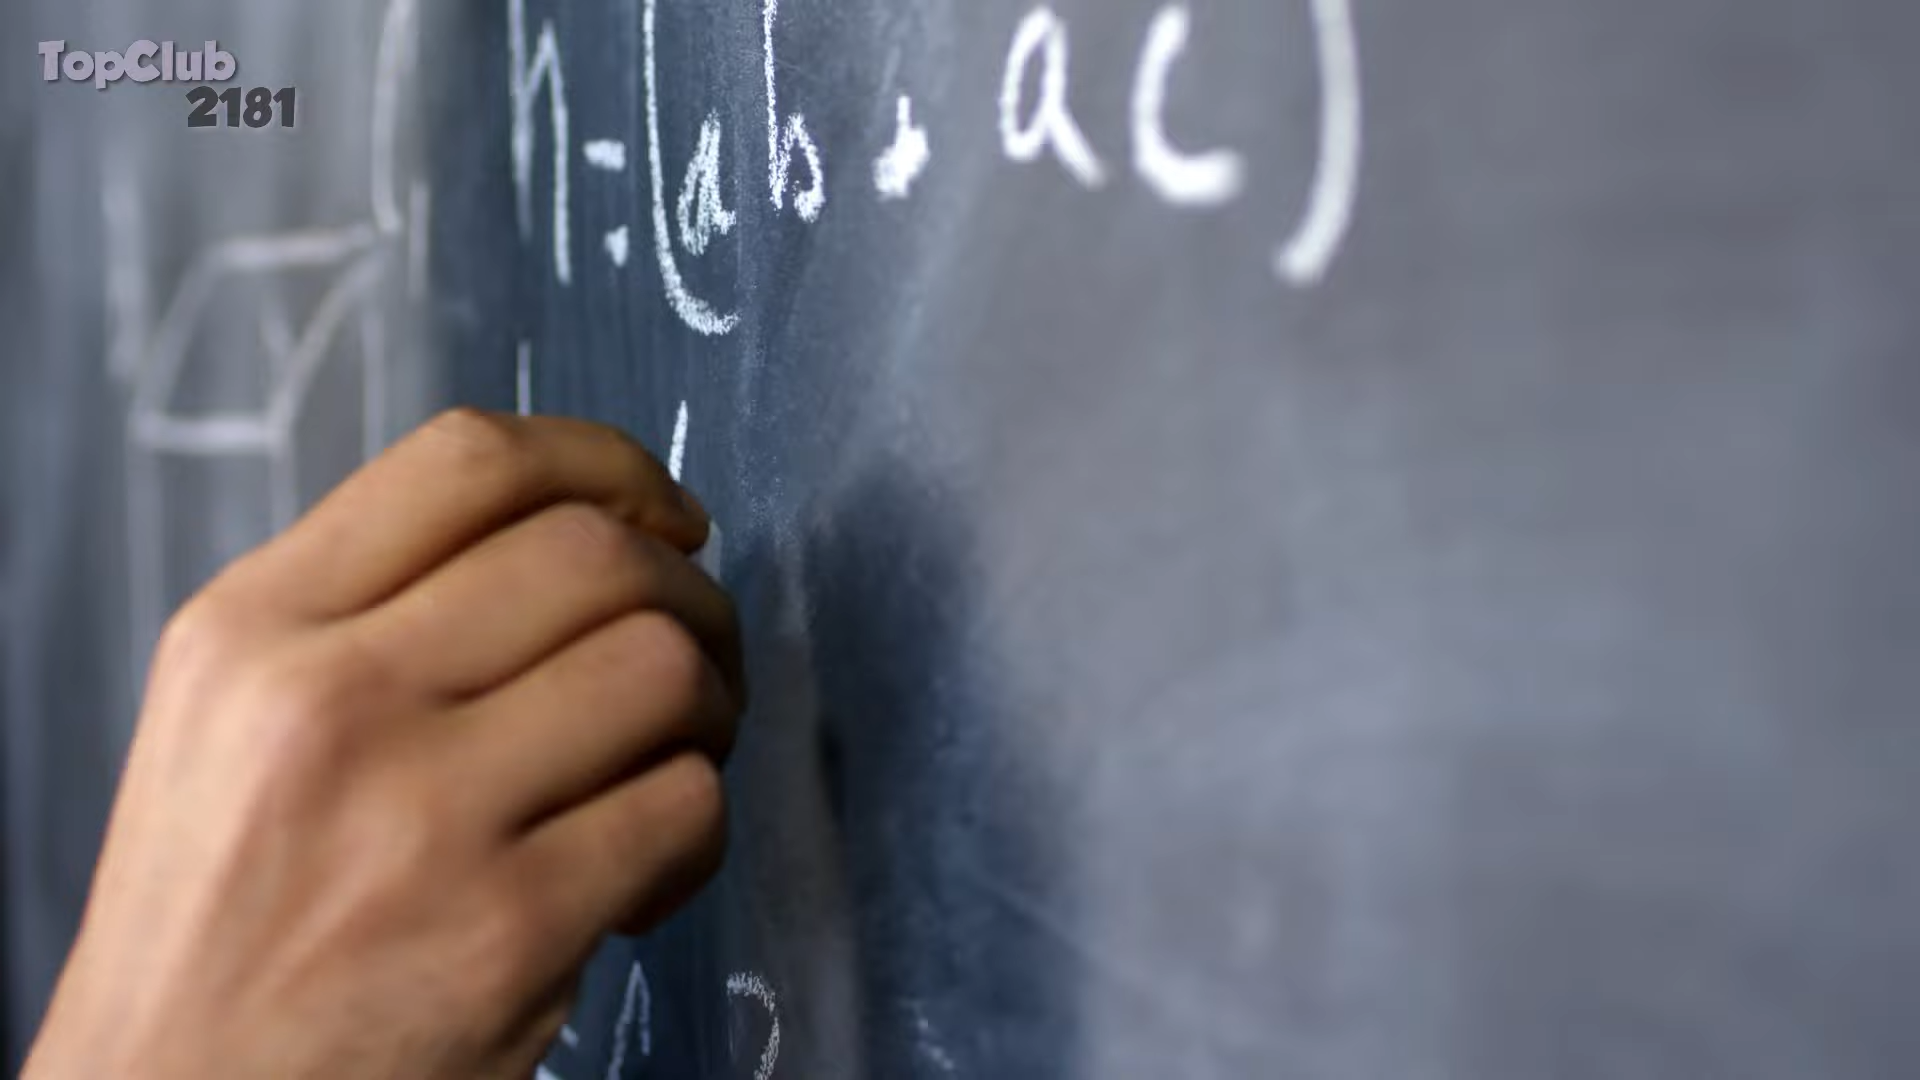 TopClub
2181
h = (ab, ac)